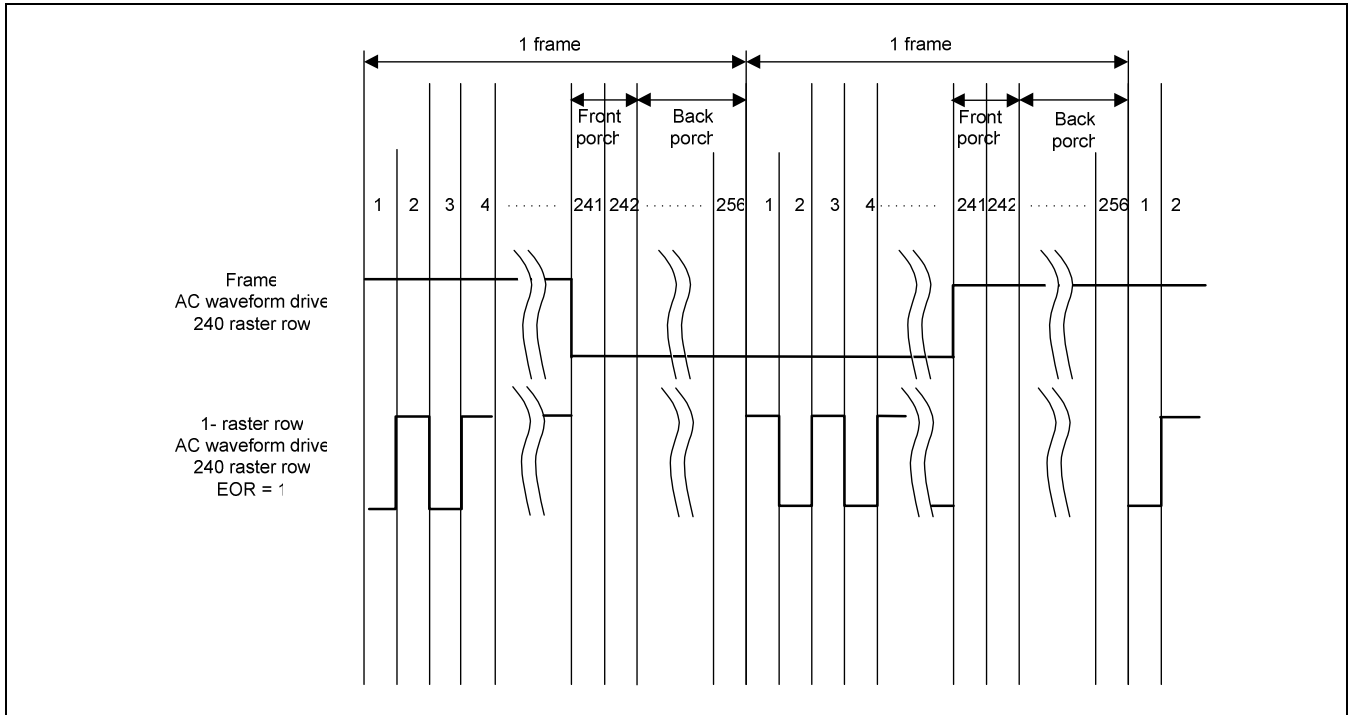 1 frame 1 frame
Front porch Back porch Front porch Back porch
1 2 3 4 ······· 241 242 ········ 256 1 2 3 4 ········ 241 242 ········ 256 1 2
Frame
AC waveform drive
240 raster row
1- raster row
AC waveform drive
240 raster row
EOR = 1